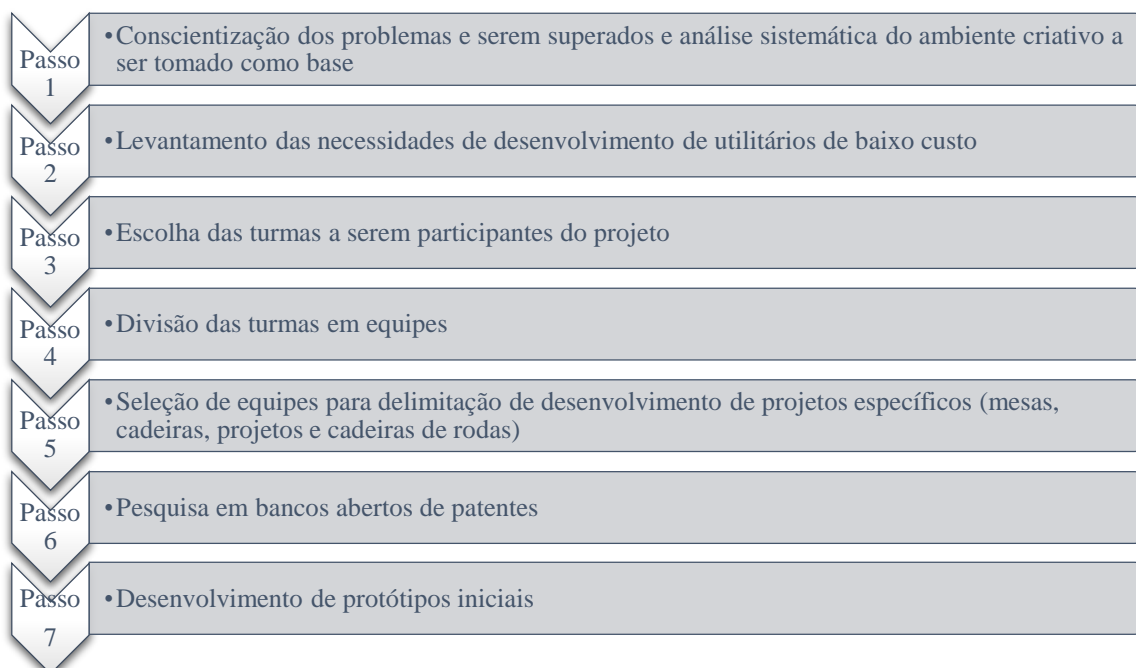 Passo
1
•Conscientização dos problemas e serem superados e análise sistemática do ambiente criativo a
ser tomado como base
Passo
2
•Levantamento das necessidades de desenvolvimento de utilitários de baixo custo
Passo
3
•Escolha das turmas a serem participantes do projeto
Passo
4
•Divisão das turmas em equipes
Passo
5
•Seleção de equipes para delimitação de desenvolvimento de projetos específicos (mesas,
cadeiras, projetos e cadeiras de rodas)
Passo
6
•Pesquisa em bancos abertos de patentes
Passo
7
•Desenvolvimento de protótipos iniciais